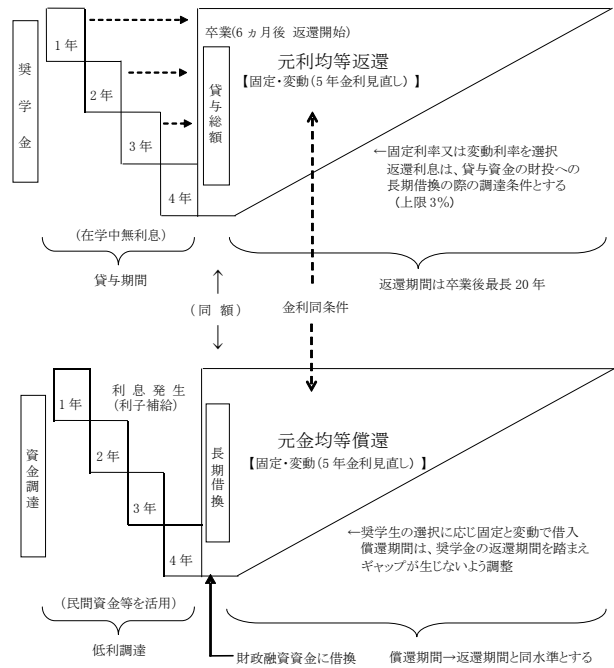 奨学金
1年
2年
3年
4年
卒業(6ヵ月後 返還開始)
貸与総額
元利均等返還
【固定・変動(5年金利見直し)】
←固定利率又は変動利率を選択
返還利息は、貸与資金の財投への
長期借換の際の調達条件とする
(上限3%)
(在学中無利息)
貸与期間
返還期間は卒業後最長20年
(同額)
金利同条件
資金調達
1年
2年
3年
4年
利息発生
(利子補給)
長期借換
元金均等償還
【固定・変動(5年金利見直し)】
←奨学生の選択に応じ固定と変動で借入
償還期間は、奨学金の返還期間を踏まえ
ギャップが生じないよう調整
(民間資金等を活用)
低利調達
財政融資資金に借換
償還期間→返還期間と同水準とする